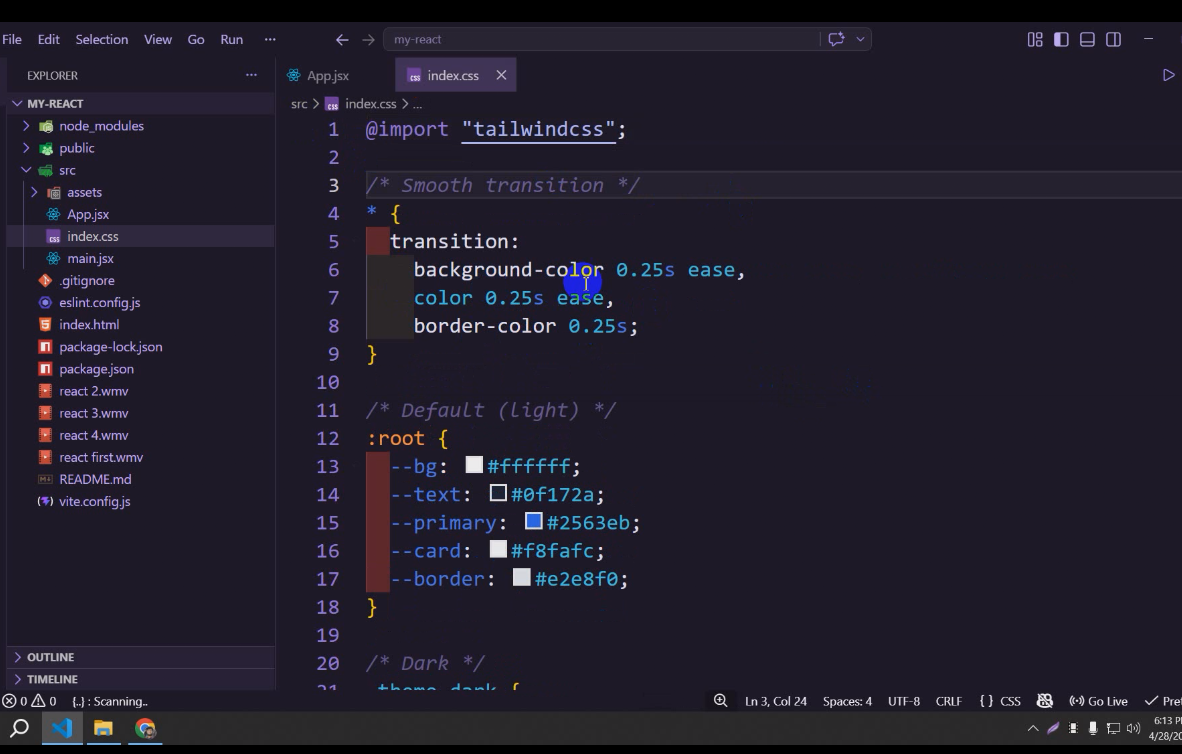 File Edit Selection View Go Run ...
my-react
EXPLORER ...
App.jsx
index.css
src > index.css > ...
MY-REACT
node_modules
public
src
assets
App.jsx
index.css
main.jsx
.gitignore
eslint.config.js
index.html
package-lock.json
package.json
react 2.wmv
react 3.wmv
react 4.wmv
react first.wmv
README.md
vite.config.js
OUTLINE
TIMELINE
1 @import "tailwindcss";
2
3 /* Smooth transition */
4 * {
5 transition:
6 background-color 0.25s ease,
7 color 0.25s ease,
8 border-color 0.25s;
9 }
10
11 /* Default (light) */
12 :root {
13 --bg: #ffffff;
14 --text: #0f172a;
15 --primary: #2563eb;
16 --card: #f8fafc;
17 --border: #e2e8f0;
18 }
19
20 /* Dark */
0 0 {..} : Scanning.. Ln 3, Col 24 Spaces: 4 UTF-8 CRLF { } CSS Go Live
6:13
4/28/20